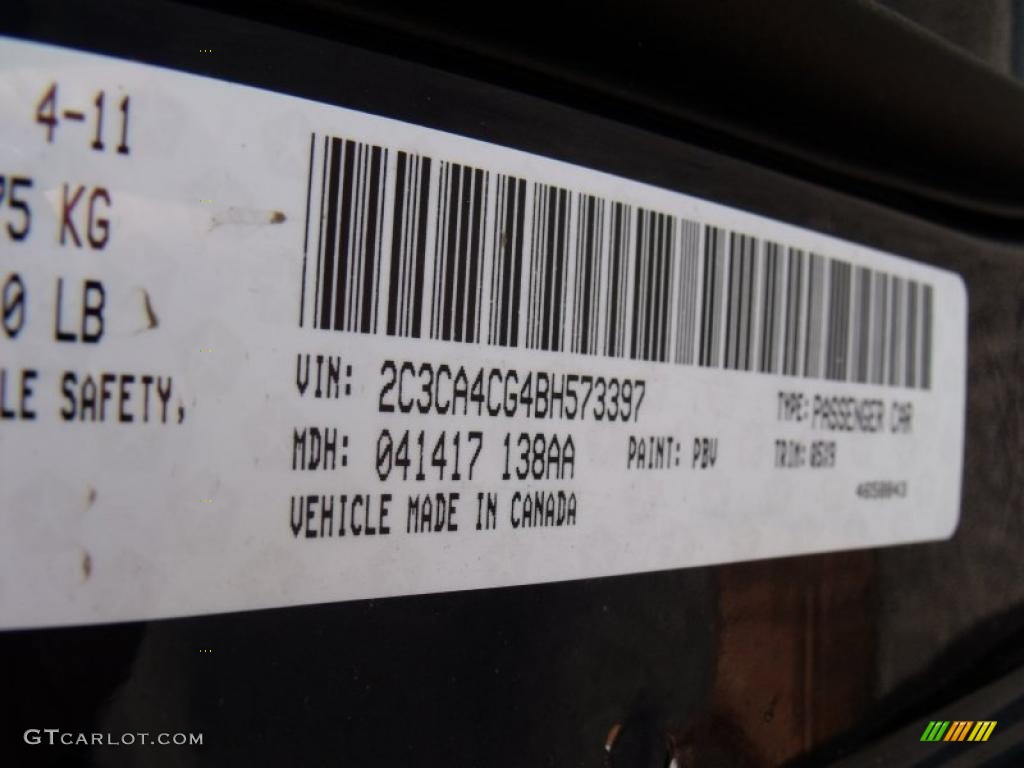 4-11
75 KG
0 LB
LE SAFETY,
VIN: 2C3CA4CG4BH573397
TYPE: PASSENGER CAR
MDH: 041417 138AA
PAINT: PBV
TRIM:
VEHICLE MADE IN CANADA
GTCARLOT.COM